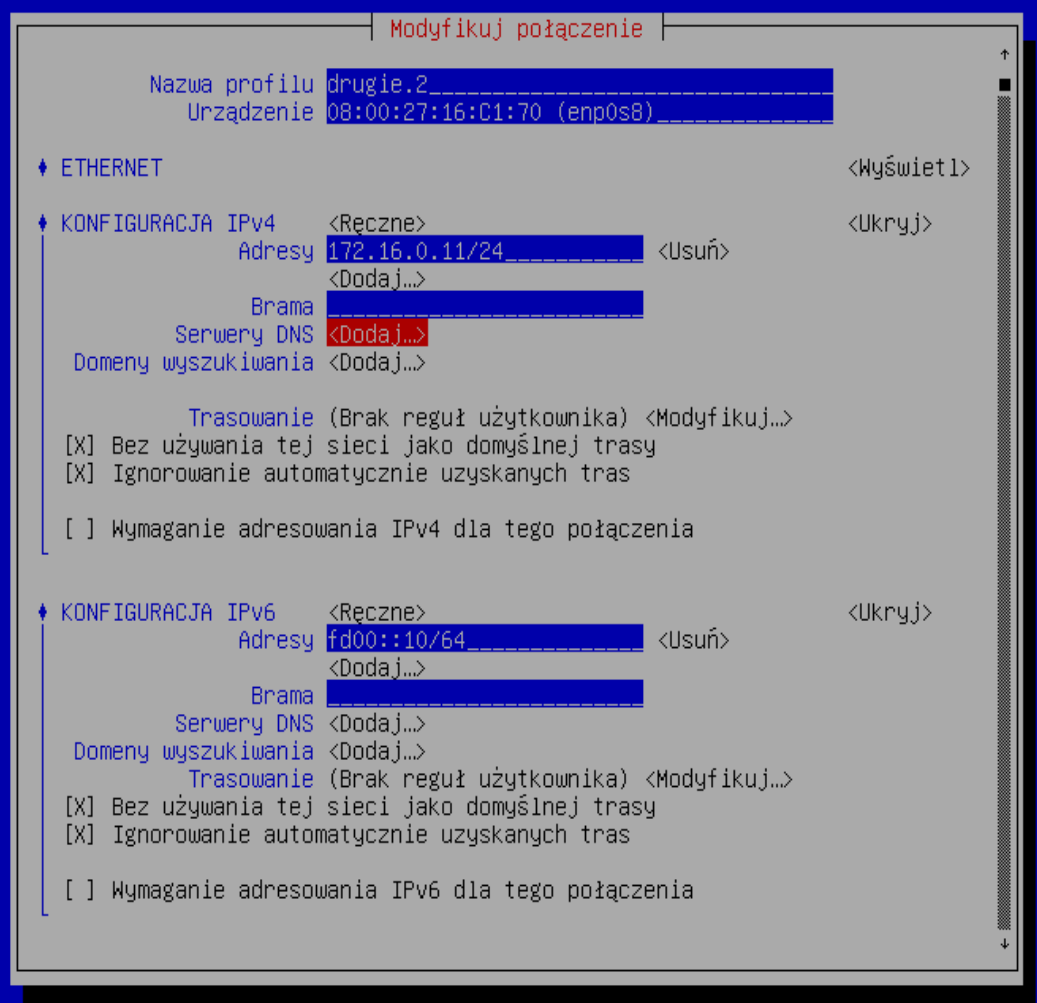 Modyfikuj połączenie
Nazwa profilu drugie.2
Urządzenie 08:00:27:16:C1:70 (enp0s8)
ETHERNET <Wyświetl>
KONFIGURACJA IPv4 <Ręczne> <Ukryj>
Adresy 172.16.0.11/24 <Usuń>
<Dodaj…>
Brama
Serwery DNS <Dodaj…>
Domeny wyszukiwania <Dodaj…>
Trasowanie (Brak reguł użytkownika) <Modyfikuj…>
[X] Bez używania tej sieci jako domyślnej trasy
[X] Ignorowanie automatycznie uzyskanych tras
[ ] Wymaganie adresowania IPv4 dla tego połączenia
KONFIGURACJA IPv6 <Ręczne> <Ukryj>
Adresy fd00::10/64 <Usuń>
<Dodaj…>
Brama
Serwery DNS <Dodaj…>
Domeny wyszukiwania <Dodaj…>
Trasowanie (Brak reguł użytkownika) <Modyfikuj…>
[X] Bez używania tej sieci jako domyślnej trasy
[X] Ignorowanie automatycznie uzyskanych tras
[ ] Wymaganie adresowania IPv6 dla tego połączenia